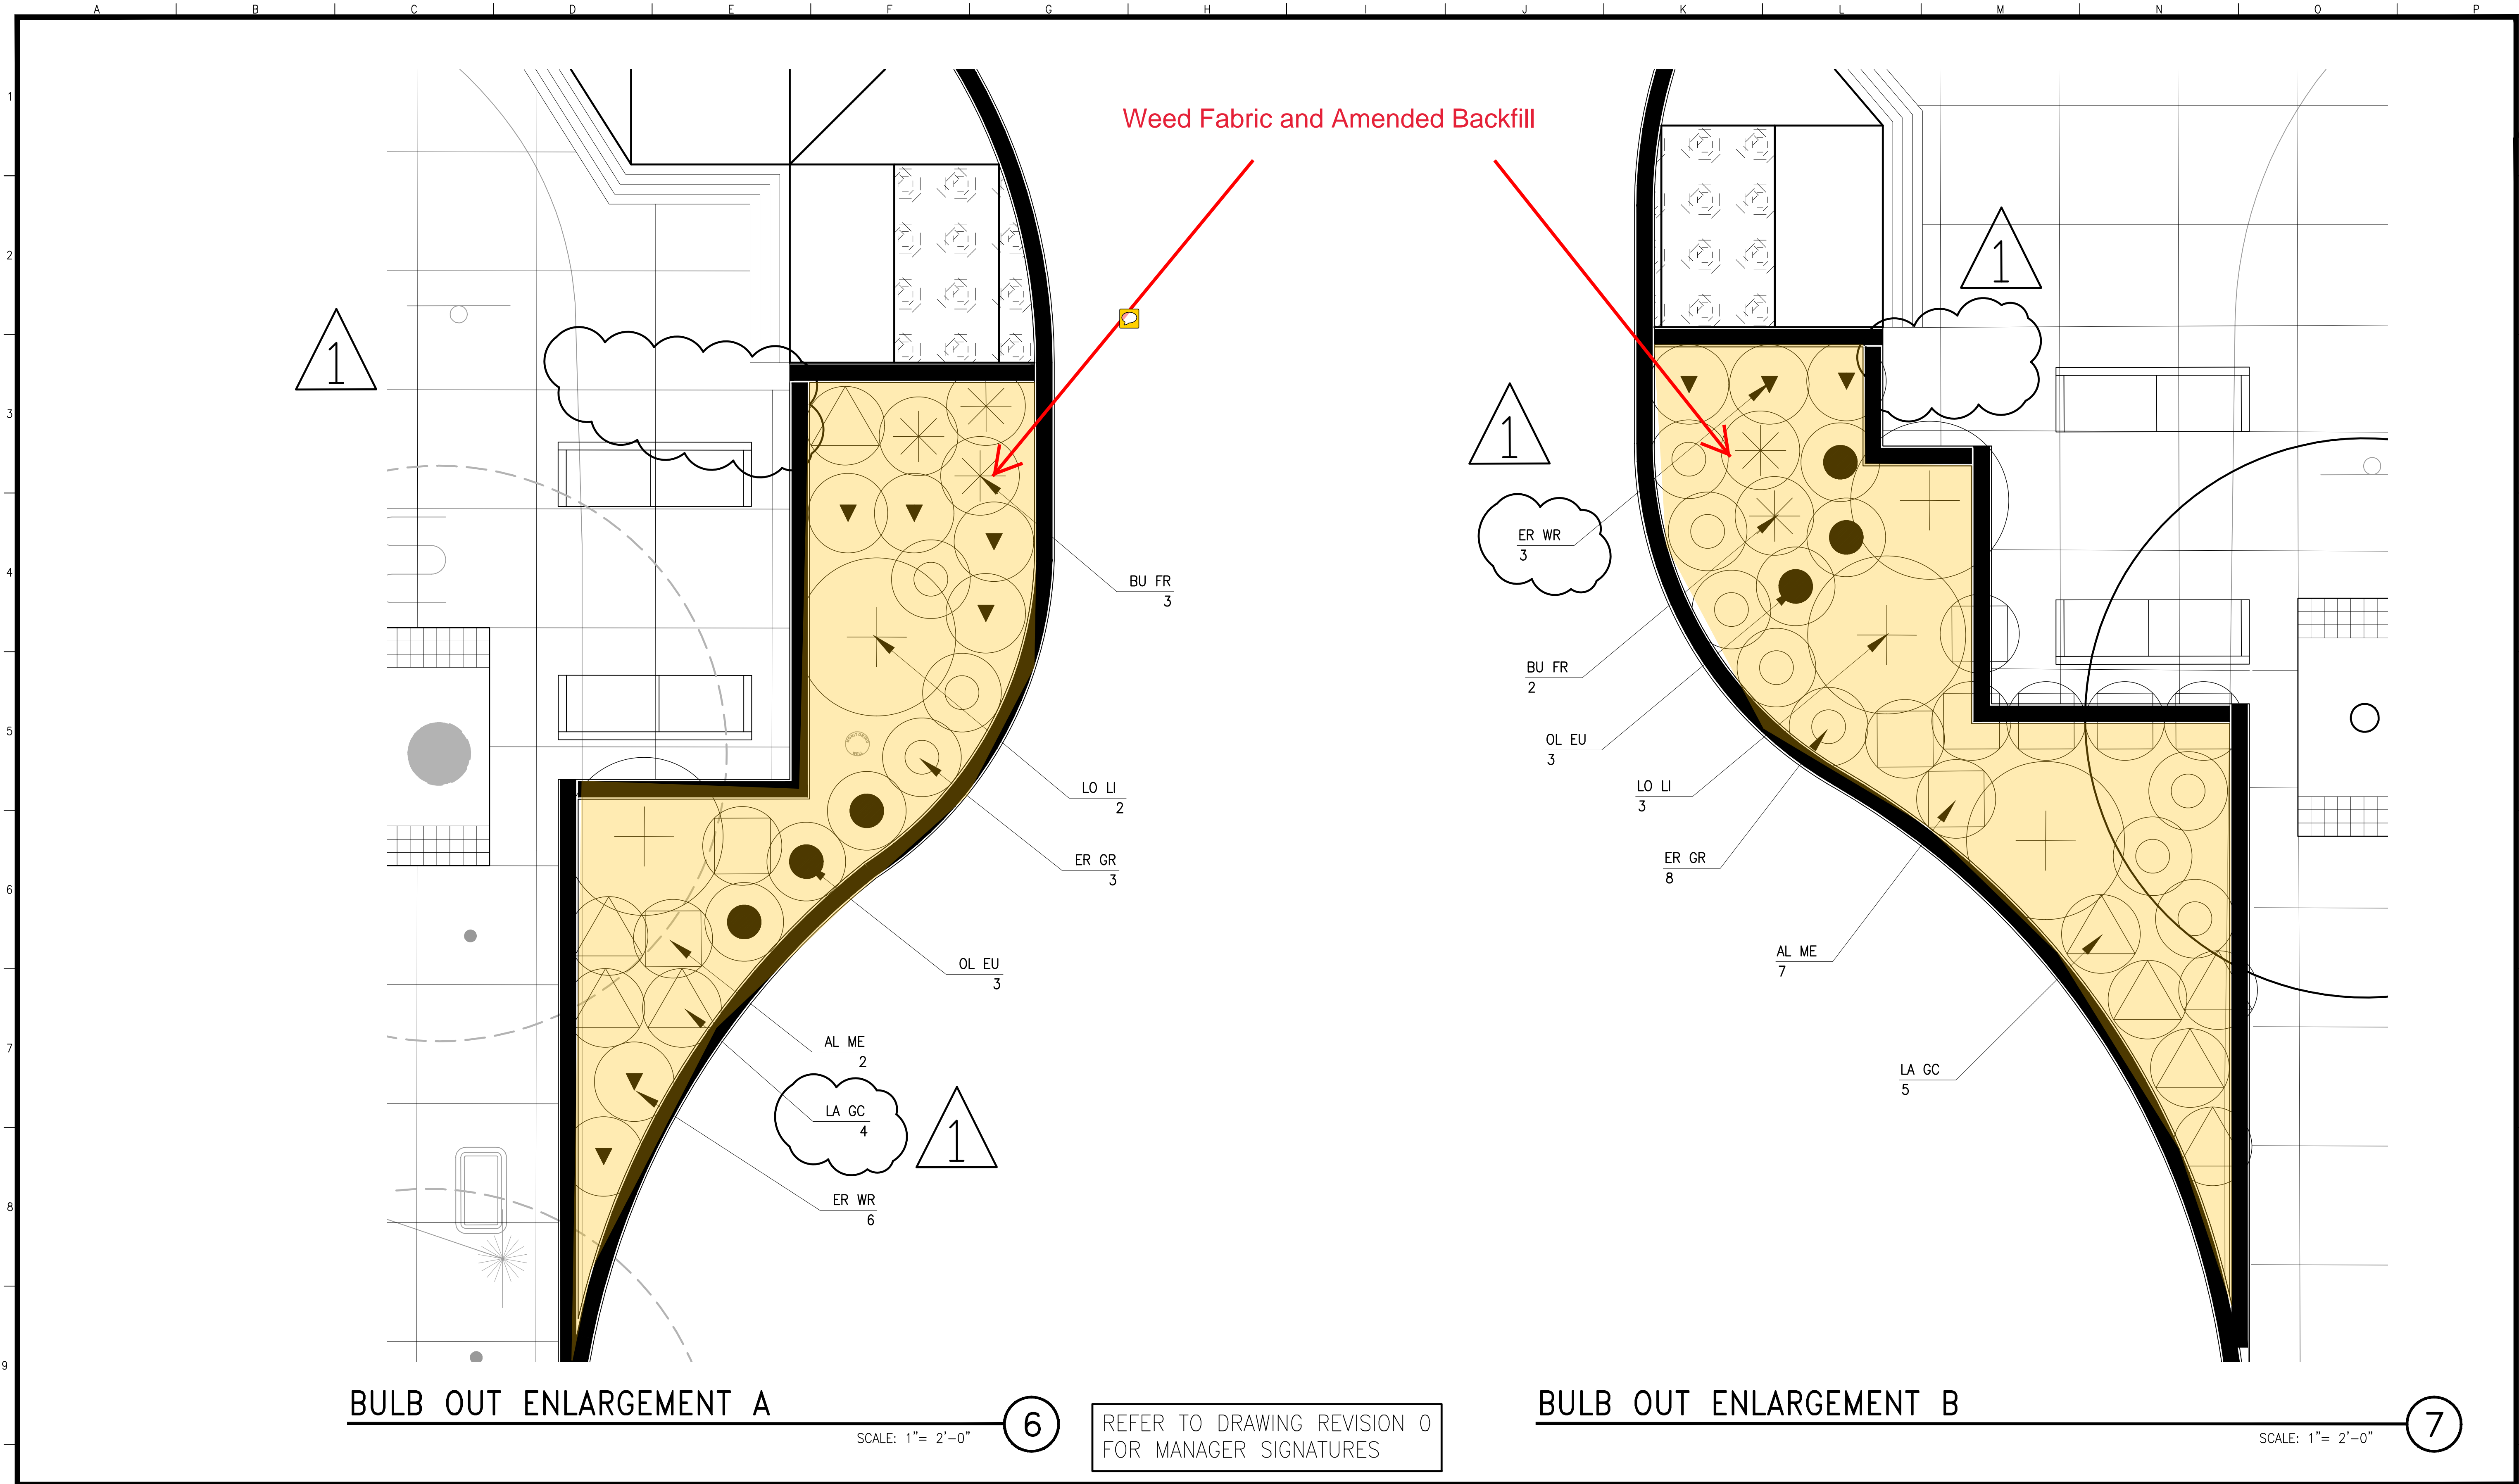 A B C D E F G H I J K L M N O P
1
2
3
4
5
6
7
8
9
Weed Fabric and Amended Backfill
1
1
1
BU FR
3
LO LI
2
ER GR
3
OL EU
3
AL ME
2
LA GC
4
1
ER WR
6
ER WR
3
BU FR
2
OL EU
3
LO LI
3
ER GR
8
AL ME
7
LA GC
5
BULB OUT ENLARGEMENT A
SCALE: 1"= 2'-0"
6
REFER TO DRAWING REVISION 0
FOR MANAGER SIGNATURES
BULB OUT ENLARGEMENT B
SCALE: 1"= 2'-0"
7